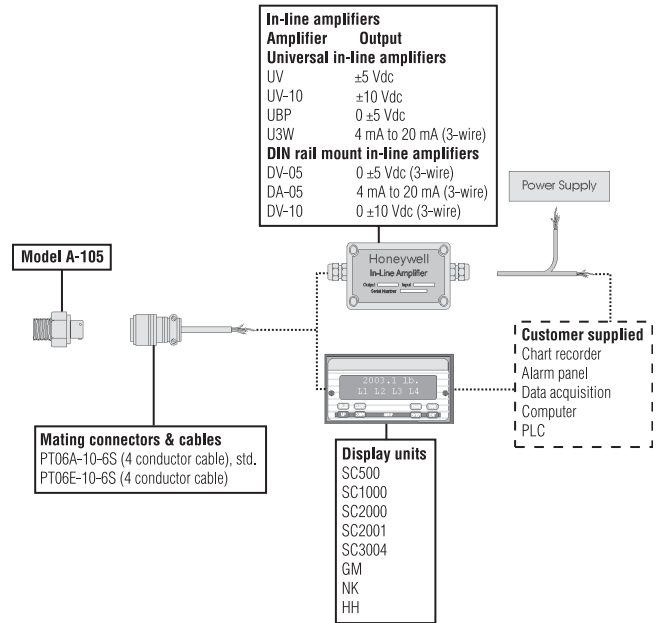 In-line amplifiers
Amplifier Output
Universal in-line amplifiers
UV ±5 Vdc
UV-10 ±10 Vdc
UBP 0 ±5 Vdc
U3W 4 mA to 20 mA (3-wire)
DIN rail mount in-line amplifiers
DV-05 0 ±5 Vdc (3-wire)
DA-05 4 mA to 20 mA (3-wire)
DV-10 0 ±10 Vdc (3-wire)
Power Supply
Model A-105
Honeywell
In-Line Amplifier
Output Input
Serial Number
2003.1 lb.
L1 L2 L3 L4
Customer supplied
Chart recorder
Alarm panel
Data acquisition
Computer
PLC
Mating connectors & cables
PT06A-10-6S (4 conductor cable), std.
PT06E-10-6S (4 conductor cable)
Display units
SC500
SC1000
SC2000
SC2001
SC3004
GM
NK
HH